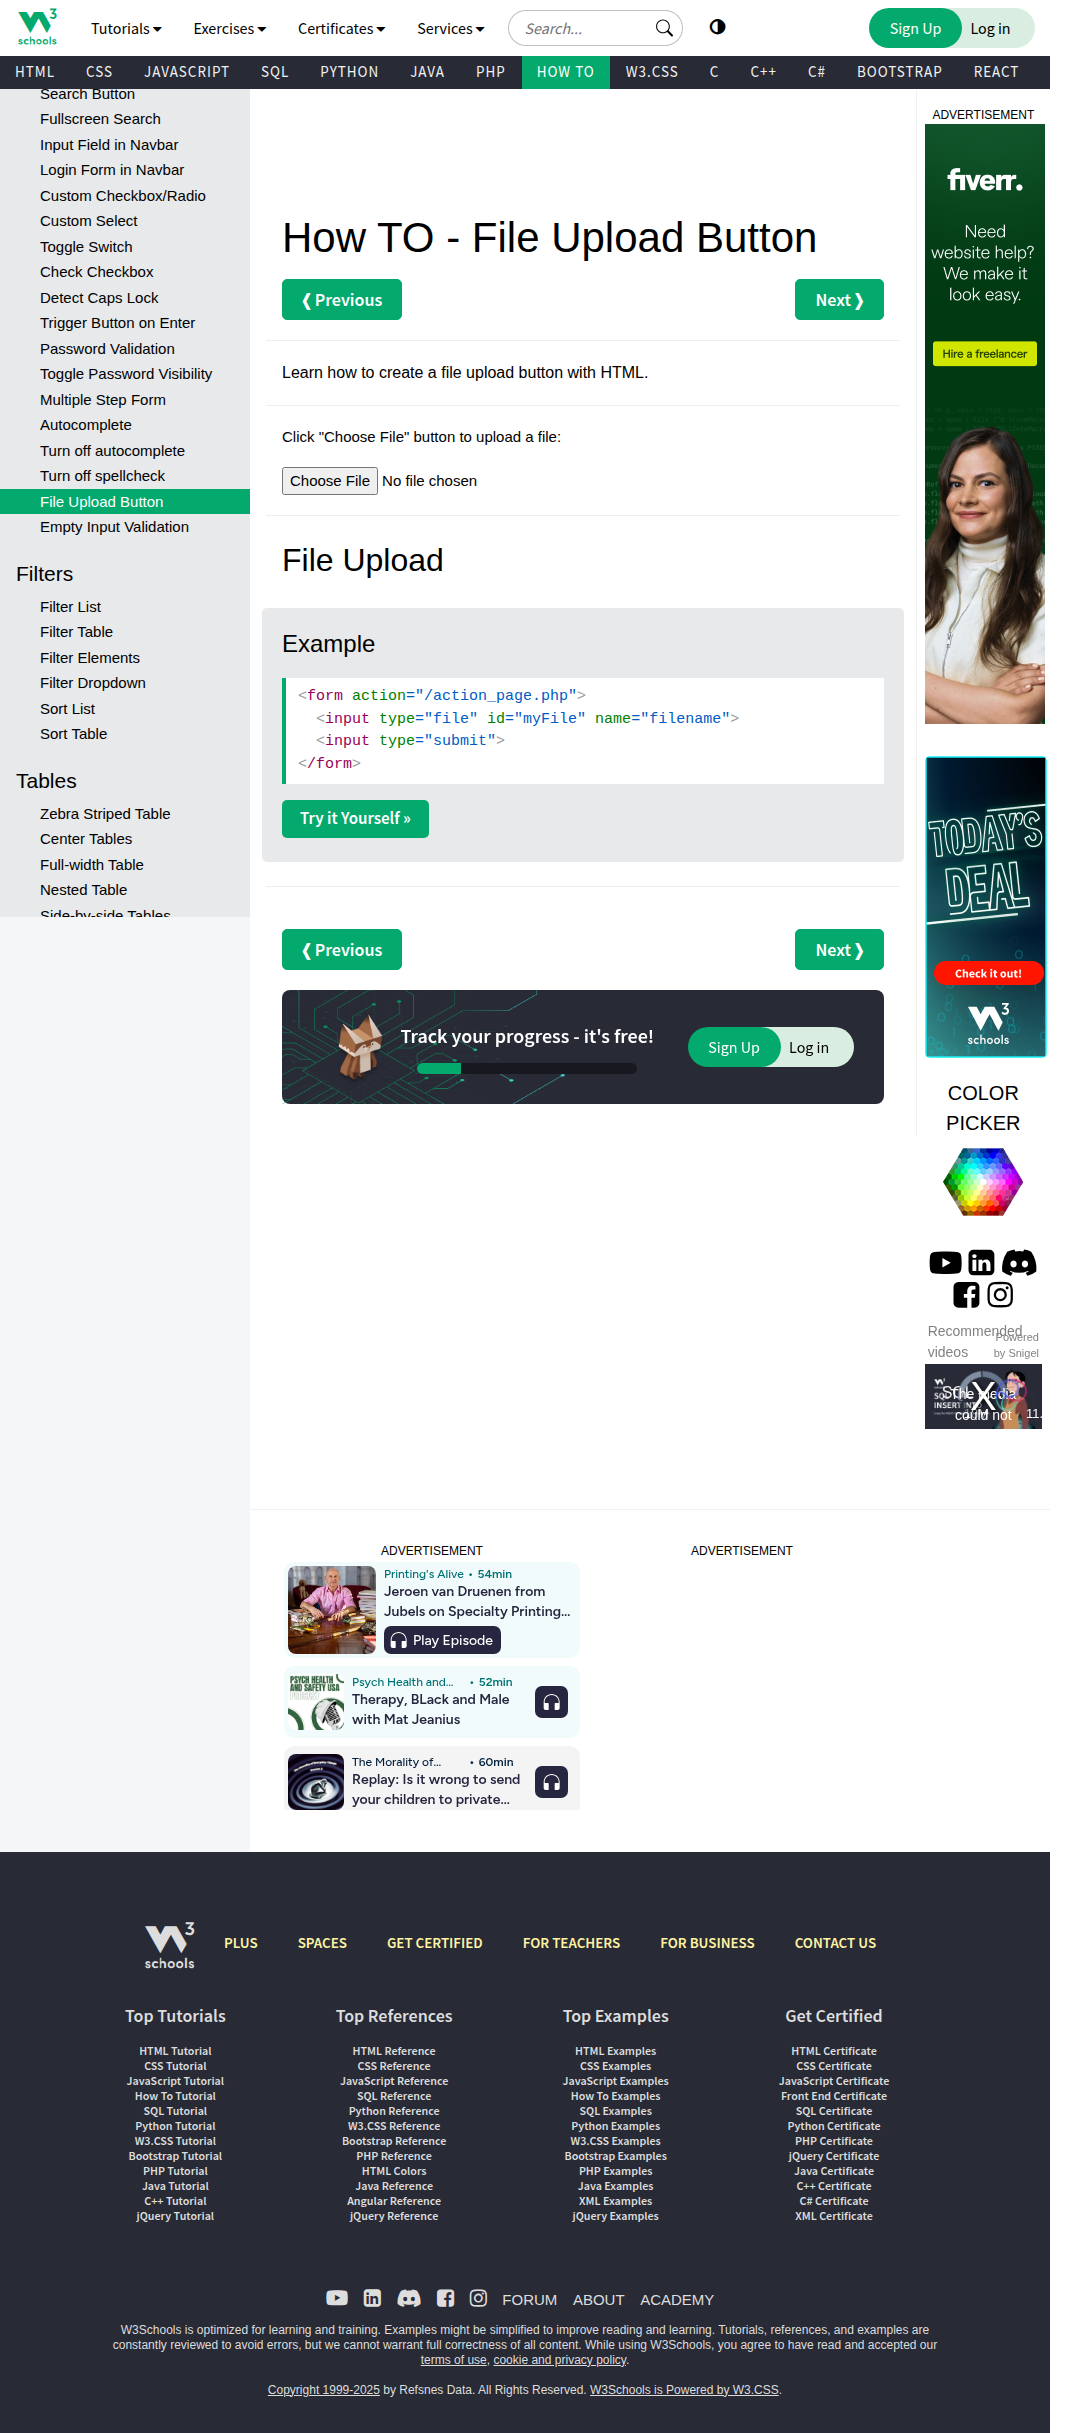 W3
schools
Tutorials Exercises Certificates Services Search... Sign Up Log in
HTML CSS JAVASCRIPT SQL PYTHON JAVA PHP HOW TO W3.CSS C C++ C# BOOTSTRAP REACT
Search Button
Fullscreen Search
Input Field in Navbar
Login Form in Navbar
Custom Checkbox/Radio
Custom Select
Toggle Switch
Check Checkbox
Detect Caps Lock
Trigger Button on Enter
Password Validation
Toggle Password Visibility
Multiple Step Form
Autocomplete
Turn off autocomplete
Turn off spellcheck
File Upload Button
Empty Input Validation
Filters
Filter List
Filter Table
Filter Elements
Filter Dropdown
Sort List
Sort Table
Tables
Zebra Striped Table
Center Tables
Full-width Table
Nested Table
Side-by-side Tables
How TO - File Upload Button
❮ Previous Next ❯
Learn how to create a file upload button with HTML.
Click "Choose File" button to upload a file:
Choose File No file chosen
File Upload
Example
<form action="/action_page.php">
<input type="file" id="myFile" name="filename">
<input type="submit">
</form>
Try it Yourself »
❮ Previous Next ❯
Track your progress - it's free!
Sign Up Log in
ADVERTISEMENT
fiverr.
Need
website help?
We make it
look easy.
Hire a freelancer
TODAY'S
DEAL
Check it out!
W3
schools
COLOR
PICKER
Recommended
videos
Powered
by Snigel
SQL
INSERT INTO
The media
could not
11.
ADVERTISEMENT
Printing's Alive • 54min
Jeroen van Druenen from
Jubels on Specialty Printing...
Play Episode
PSYCH HEALTH
AND SAFETY USA
PODCAST
Psych Health and... • 52min
Therapy, BLack and Male
with Mat Jeanius
The Morality of... • 60min
Replay: Is it wrong to send
your children to private...
ADVERTISEMENT
W3
schools
PLUS SPACES GET CERTIFIED FOR TEACHERS FOR BUSINESS CONTACT US
Top Tutorials
HTML Tutorial
CSS Tutorial
JavaScript Tutorial
How To Tutorial
SQL Tutorial
Python Tutorial
W3.CSS Tutorial
Bootstrap Tutorial
PHP Tutorial
Java Tutorial
C++ Tutorial
jQuery Tutorial
Top References
HTML Reference
CSS Reference
JavaScript Reference
SQL Reference
Python Reference
W3.CSS Reference
Bootstrap Reference
PHP Reference
HTML Colors
Java Reference
Angular Reference
jQuery Reference
Top Examples
HTML Examples
CSS Examples
JavaScript Examples
How To Examples
SQL Examples
Python Examples
W3.CSS Examples
Bootstrap Examples
PHP Examples
Java Examples
XML Examples
jQuery Examples
Get Certified
HTML Certificate
CSS Certificate
JavaScript Certificate
Front End Certificate
SQL Certificate
Python Certificate
PHP Certificate
jQuery Certificate
Java Certificate
C++ Certificate
C# Certificate
XML Certificate
FORUM ABOUT ACADEMY
W3Schools is optimized for learning and training. Examples might be simplified to improve reading and learning. Tutorials, references, and examples are
constantly reviewed to avoid errors, but we cannot warrant full correctness of all content. While using W3Schools, you agree to have read and accepted our
terms of use, cookie and privacy policy.
Copyright 1999-2025 by Refsnes Data. All Rights Reserved. W3Schools is Powered by W3.CSS.